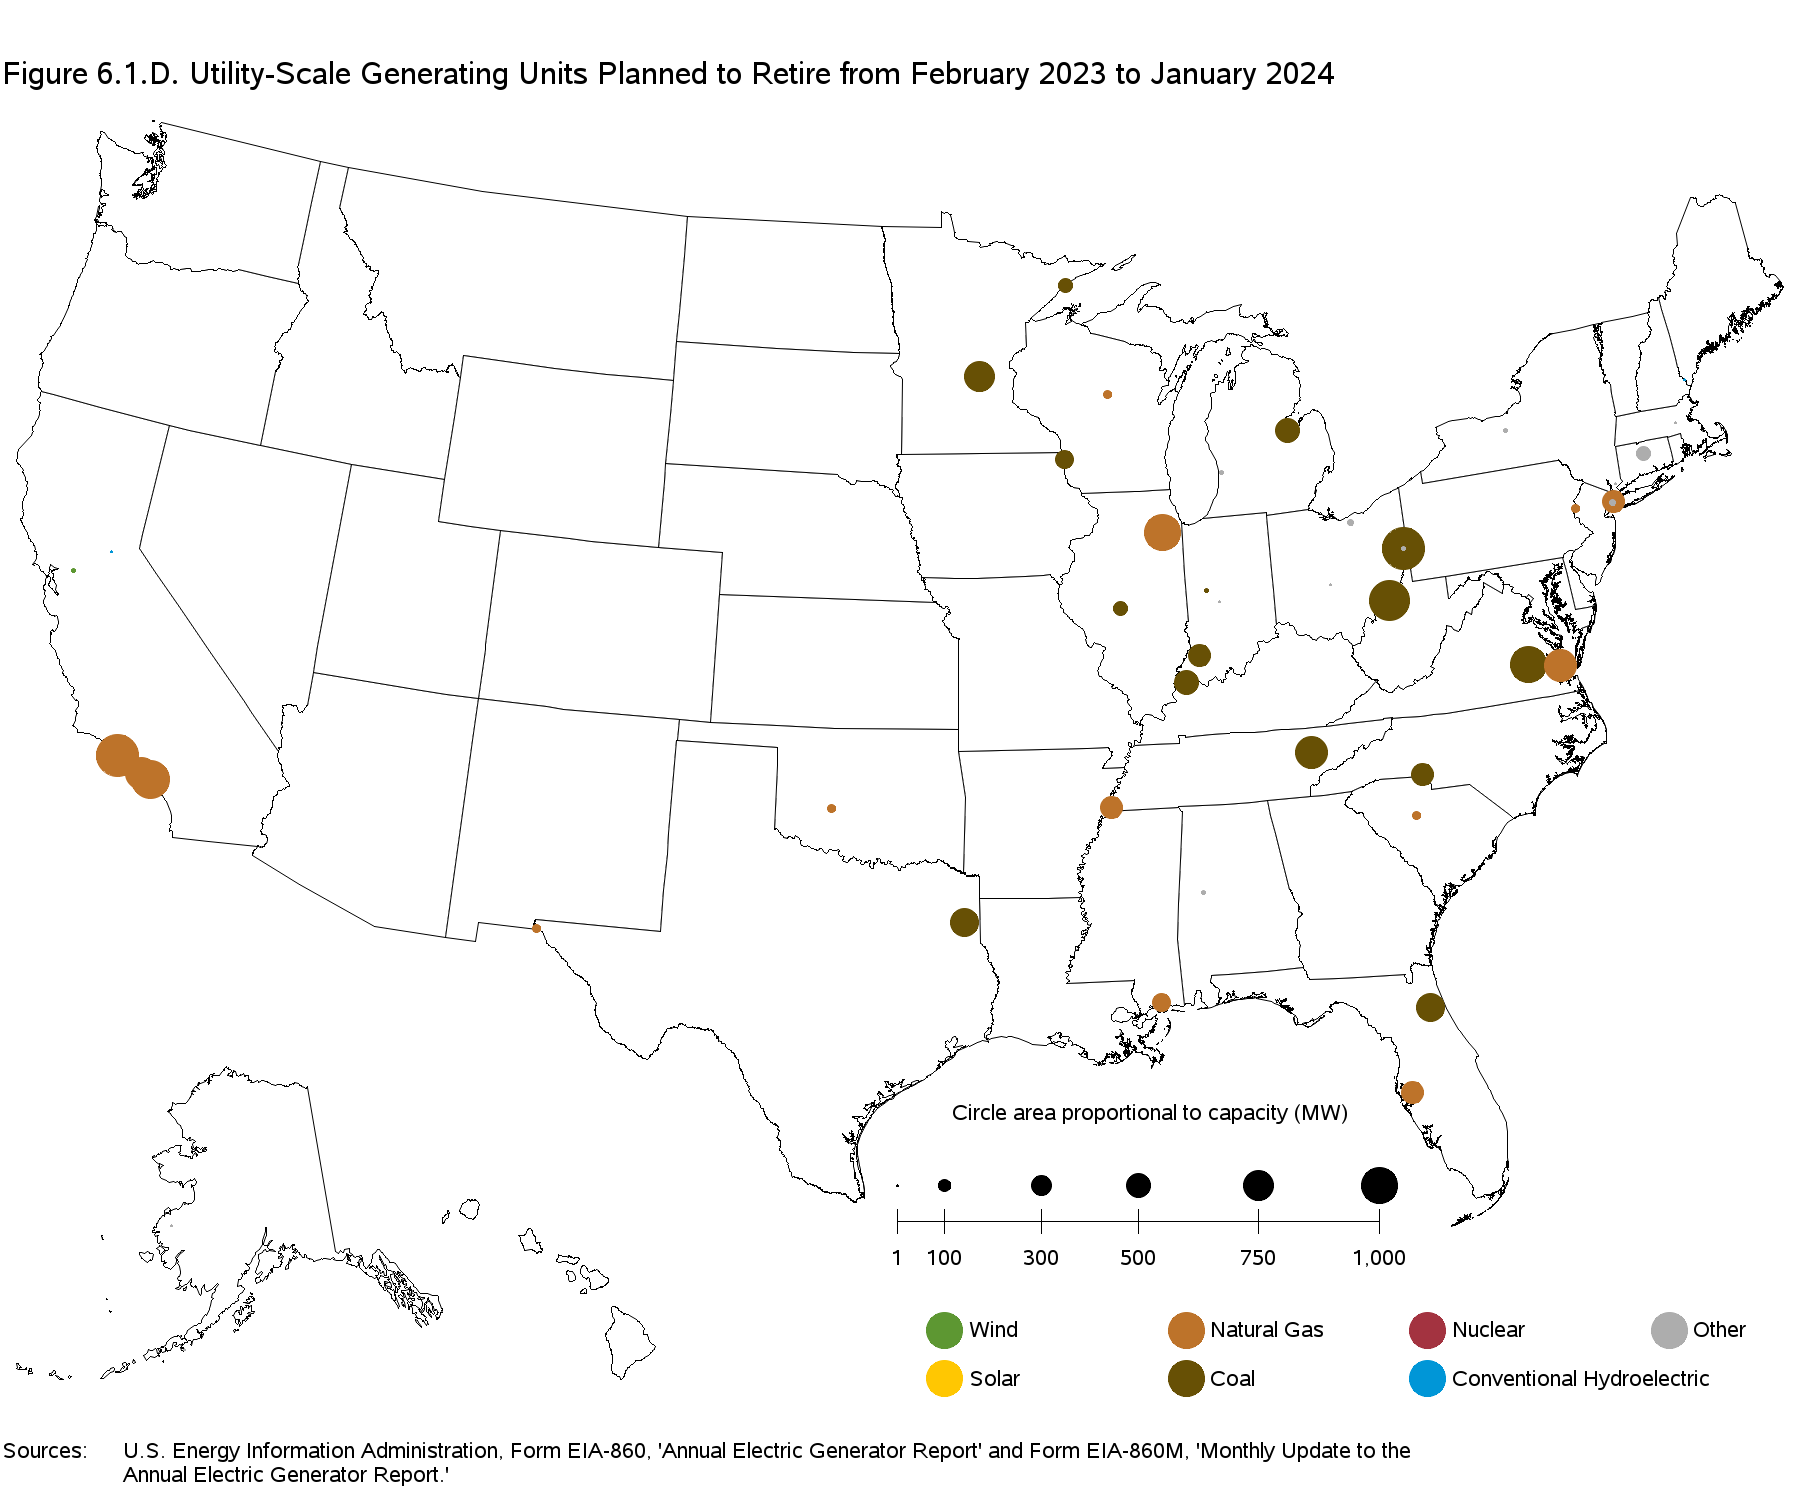 Figure 6.1.D. Utility-Scale Generating Units Planned to Retire from February 2023 to January 2024
Circle area proportional to capacity (MW)
1 100 300 500 750 1,000
Wind Natural Gas Nuclear Other
Solar Coal Conventional Hydroelectric
Sources: U.S. Energy Information Administration, Form EIA-860, 'Annual Electric Generator Report' and Form EIA-860M, 'Monthly Update to the
Annual Electric Generator Report.'